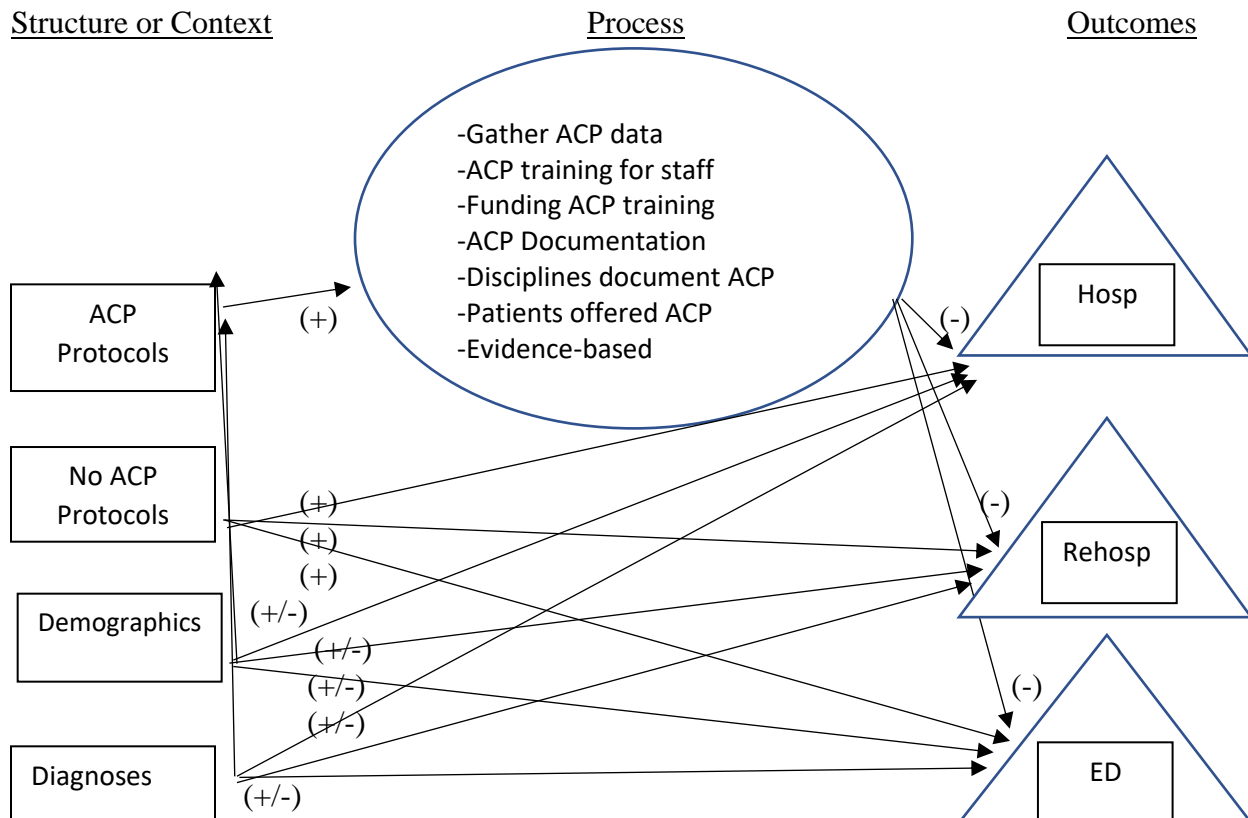 Structure or Context
Process
Outcomes
-Gather ACP data
-ACP training for staff
-Funding ACP training
-ACP Documentation
-Disciplines document ACP
-Patients offered ACP
-Evidence-based
ACP
Protocols
(+)
Hosp
(-)
No ACP
Protocols
(+)
(+)
(+)
(-)
Rehosp
Demographics
(+/-)
(+/-)
(+/-)
(+/-)
(-)
Diagnoses
(+/-)
ED